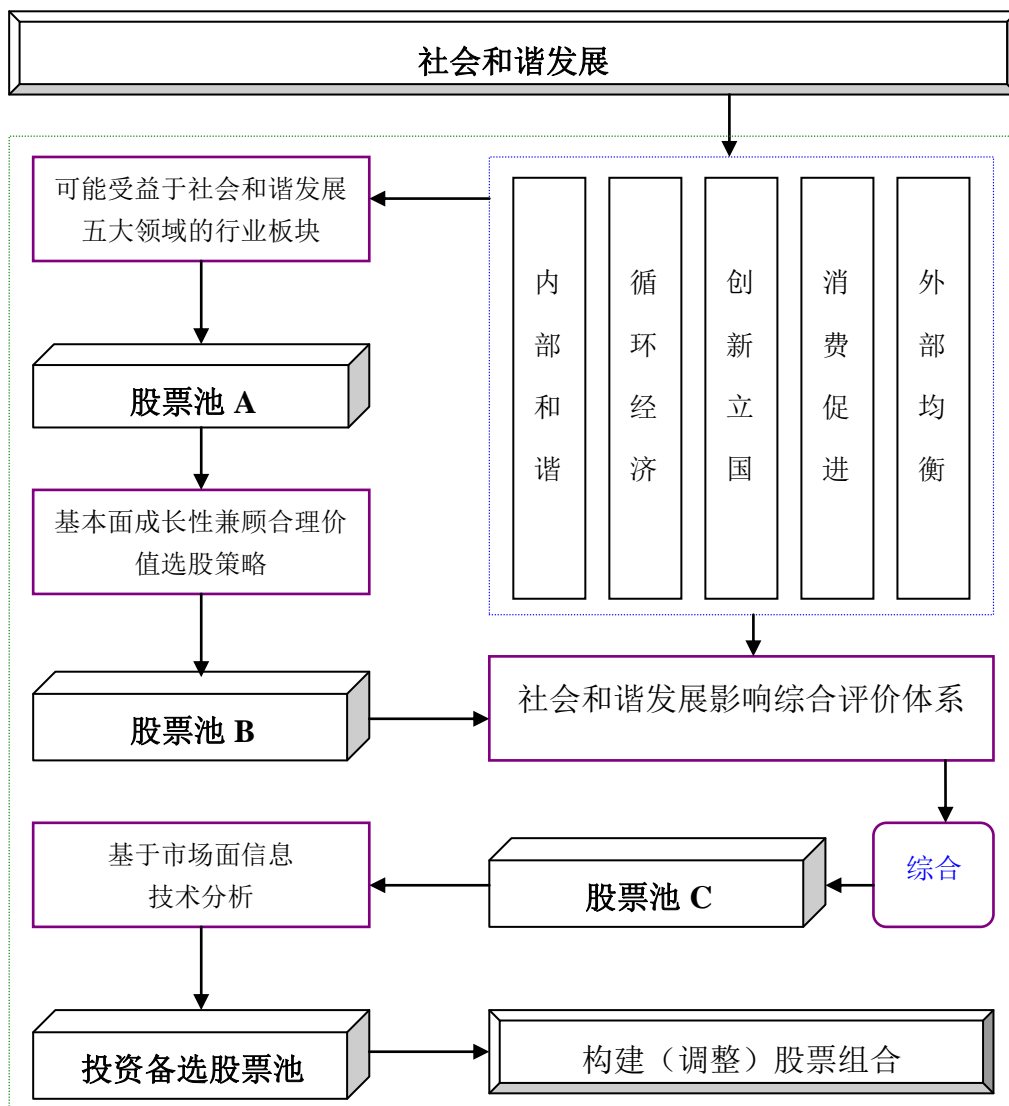 社会和谐发展
可能受益于社会和谐发展
五大领域的行业板块
内部和谐
循环经济
创新立国
消费促进
外部均衡
股票池 A
基本面成长性兼顾合理价
值选股策略
股票池 B
社会和谐发展影响综合评价体系
综合
股票池 C
基于市场面信息
技术分析
投资备选股票池
构建（调整）股票组合